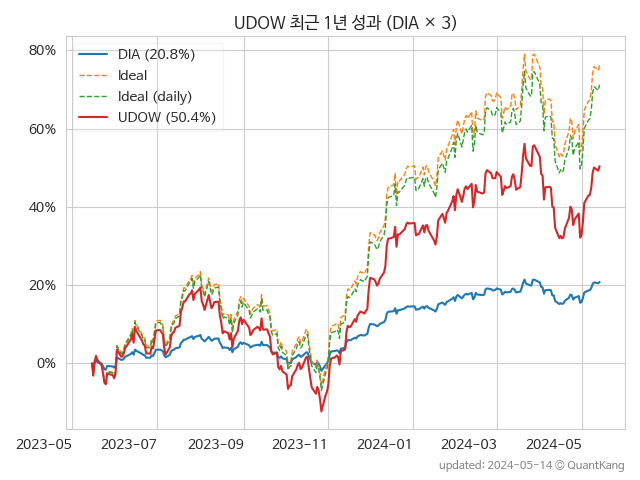 UDOW 최근 1년 성과 (DIA × 3)
80%
60%
40%
20%
0%
DIA (20.8%)
Ideal
Ideal (daily)
UDOW (50.4%)
2023-05
2023-07
2023-09
2023-11
2024-01
2024-03
2024-05
updated: 2024-05-14 © QuantKang